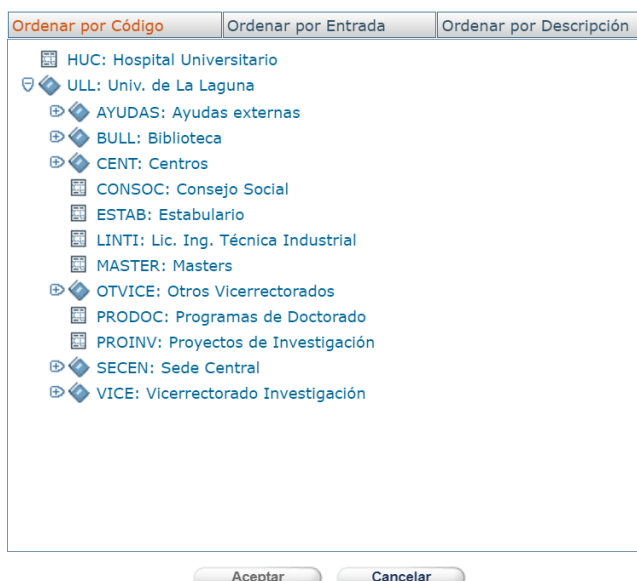 Ordenar por Código Ordenar por Entrada Ordenar por Descripción
HUC: Hospital Universitario
ULL: Univ. de La Laguna
AYUDAS: Ayudas externas
BULL: Biblioteca
CENT: Centros
CONSOC: Consejo Social
ESTAB: Estabulario
LINTI: Lic. Ing. Técnica Industrial
MASTER: Masters
OTVICE: Otros Vicerrectorados
PRODOC: Programas de Doctorado
PROINV: Proyectos de Investigación
SECEN: Sede Central
VICE: Vicerrectorado Investigación
Aceptar Cancelar